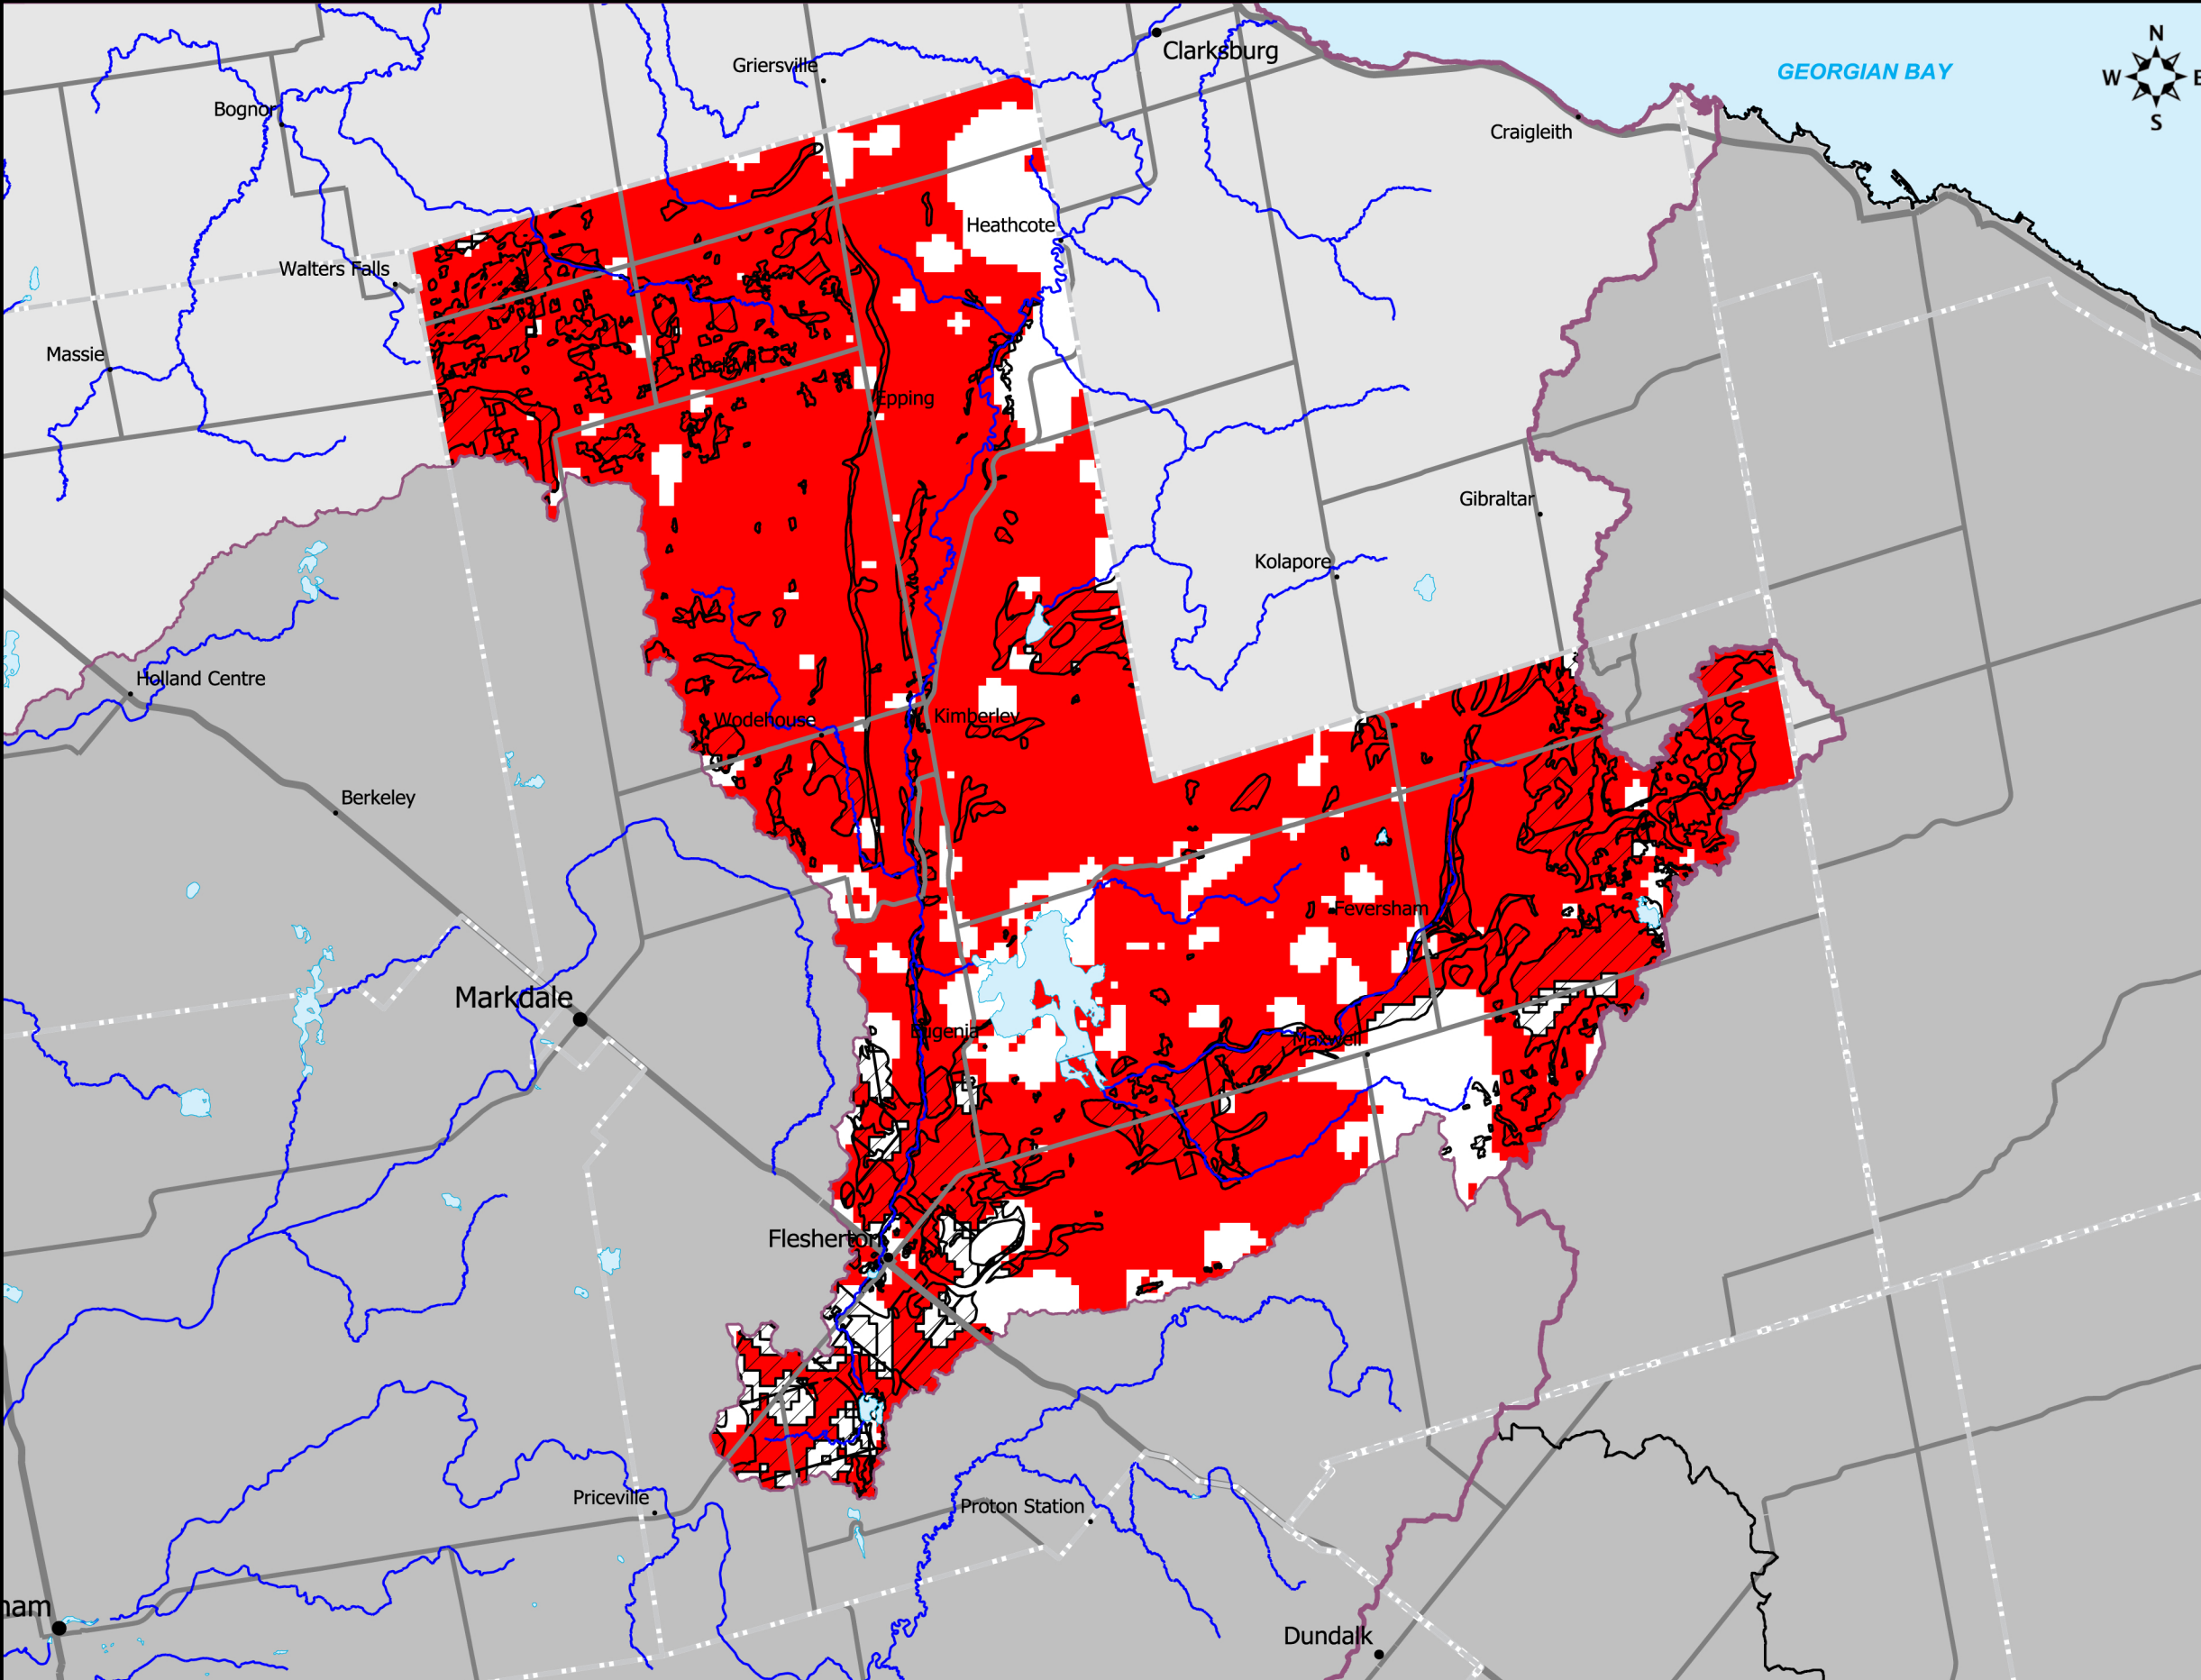 N
GEORGIAN BAY
W
E
S
Clarksburg
Griersville
Bognor
Craigleith
Heathcote
Walters Falls
Massie
Epping
Gibraltar
Kolapore
Holland Centre
Wodehouse
Kimberley
Berkeley
Feversham
Markdale
Eugenia
Maxwell
Flesherton
Priceville
Proton Station
ham
Dundalk